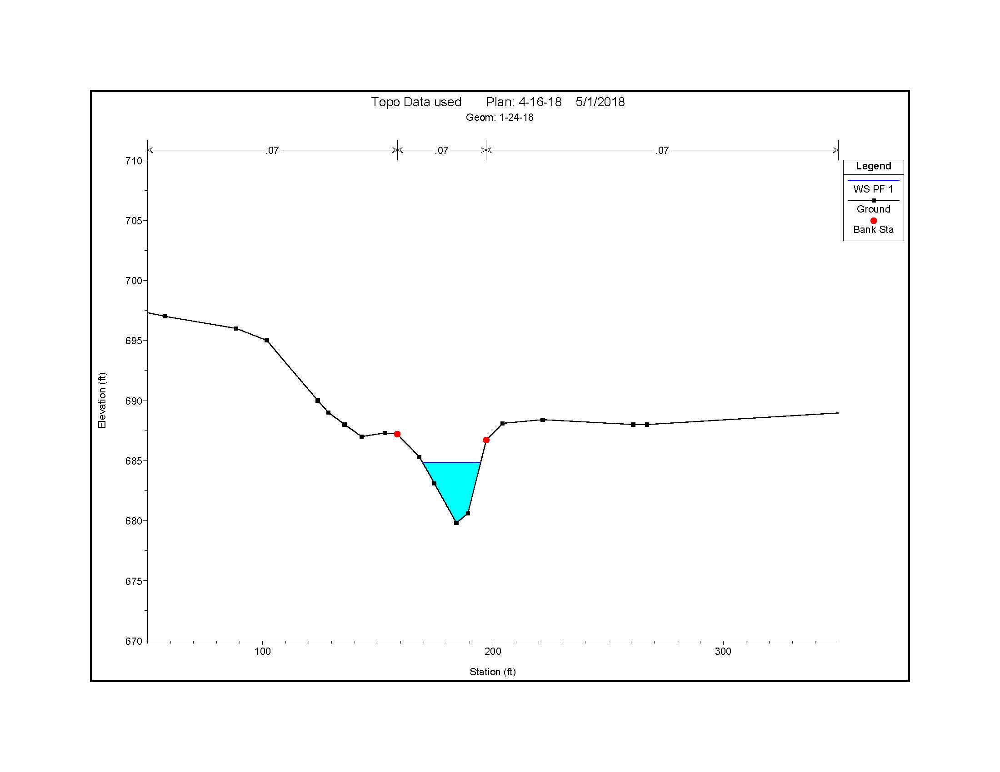 Topo Data used Plan: 4-16-18 5/1/2018
Geom: 1-24-18
.07 .07 .07
710
705
700
695
690
685
680
675
670
Elevation (ft)
100 200 300
Station (ft)
Legend
WS PF 1
Ground
Bank Sta